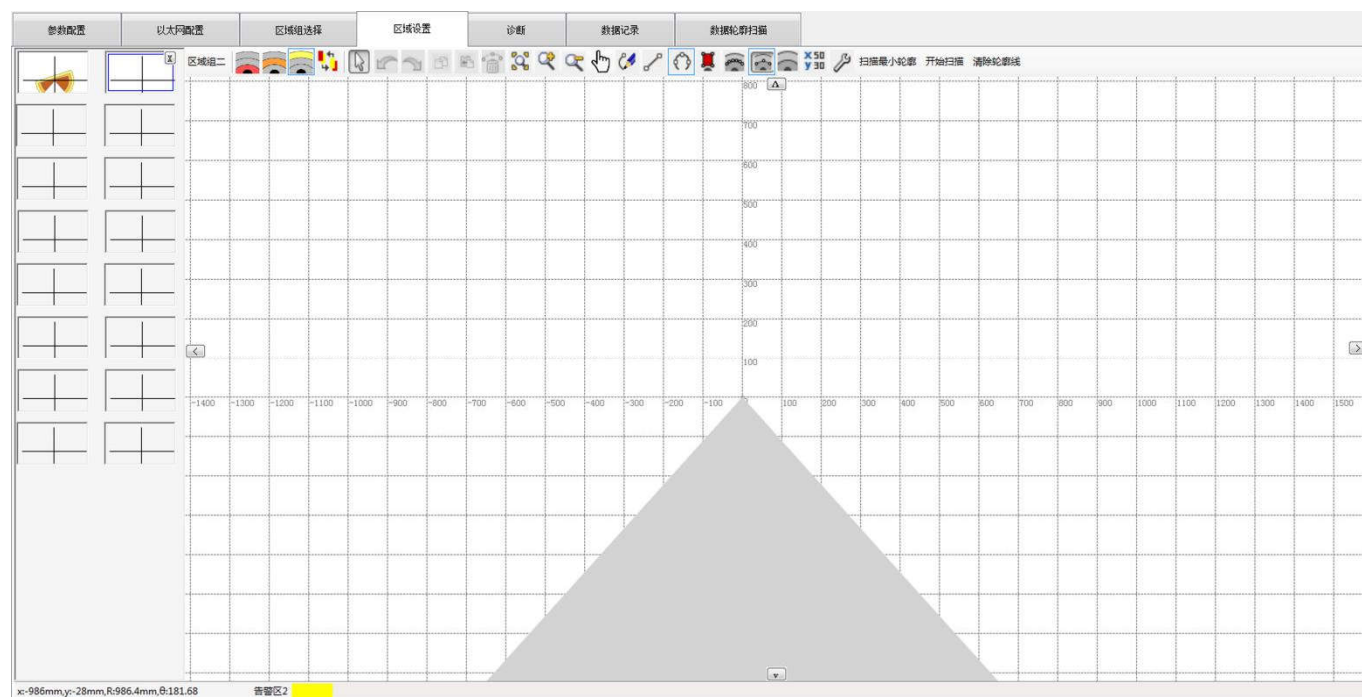 参数配置 以太网配置 区域组选择 区域设置 诊断 数据记录 数据轮廓扫描
X 区域组二 X 50 y 30 扫描最小轮廓 开始扫描 清除轮廓线
800
700
600
500
400
300
200
100
-1400 -1300 -1200 -1100 -1000 -900 -800 -700 -600 -500 -400 -300 -200 -100 100 200 300 400 500 600 700 800 900 1000 1100 1200 1300 1400 1500
x:-986mm,y:-28mm,R:986.4mm,θ:181.68 告警区2